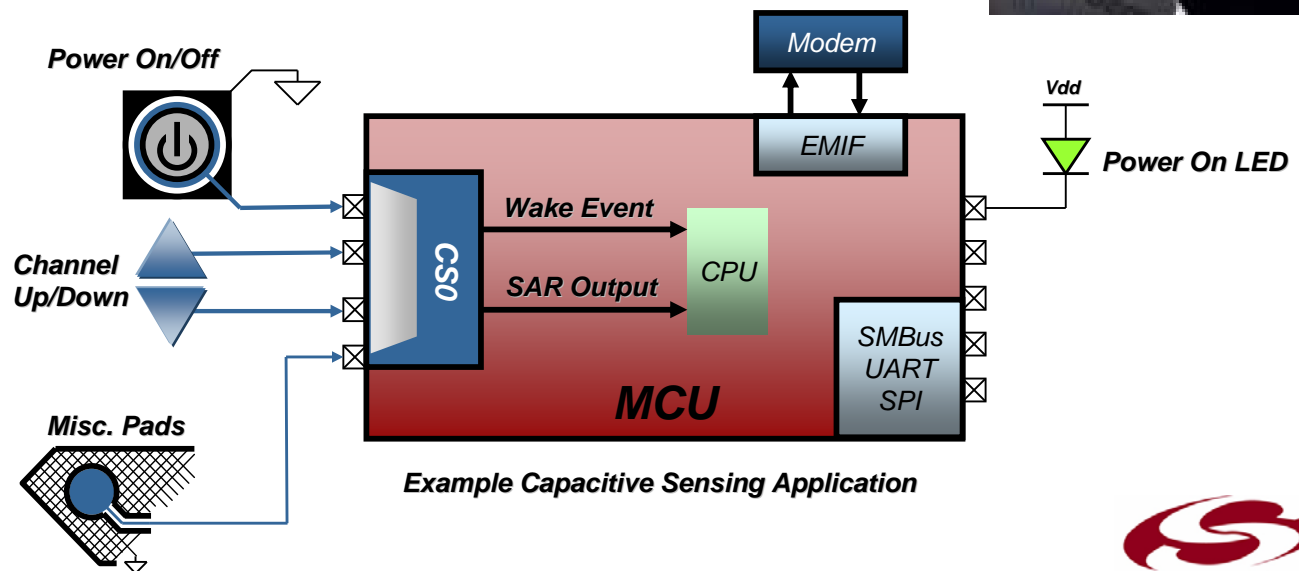 Modem
Power On/Off
Vdd
EMIF
Power On LED
Wake Event
CS0
CPU
Channel
Up/Down
SAR Output
SMBus
UART
SPI
MCU
Misc. Pads
Example Capacitive Sensing Application